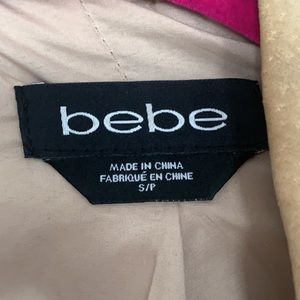 bebe
MADE IN CHINA
FABRIQUÉ EN CHINE
S/P